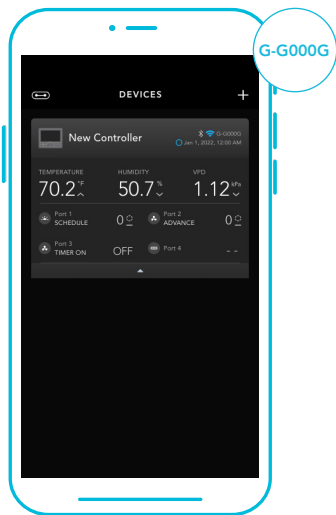 G-G000G
DEVICES
New Controller
G-G000G
Jan 1, 2022, 12:00 AM
TEMPERATURE HUMIDITY VPD
70.2 °F 50.7 % 1.12 kPa
Port 1 SCHEDULE 0 Port 2 ADVANCE 0
Port 3 TIMER ON OFF Port 4 - -